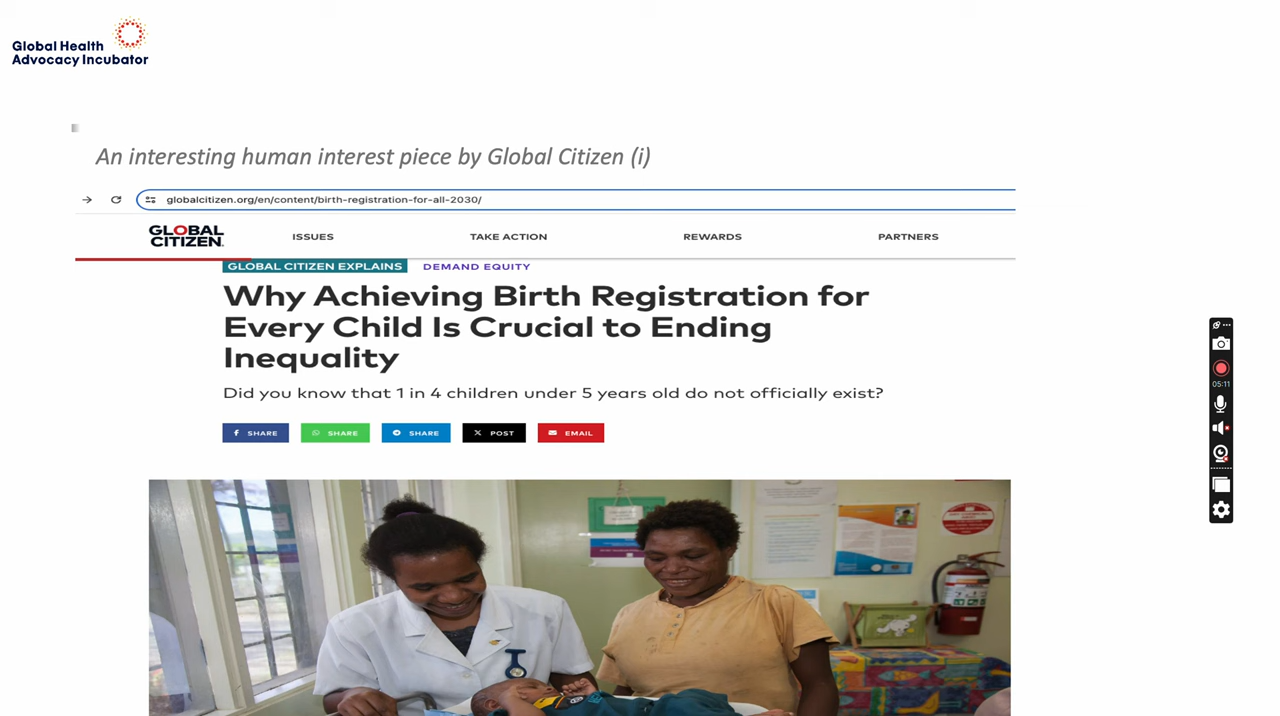 Global Health
Advocacy Incubator
An interesting human interest piece by Global Citizen (i)
globalcitizen.org/en/content/birth-registration-for-all-2030/
GLOBAL
CITIZEN.
ISSUES
TAKE ACTION
REWARDS
PARTNERS
GLOBAL CITIZEN EXPLAINS
DEMAND EQUITY
Why Achieving Birth Registration for
Every Child Is Crucial to Ending
Inequality
Did you know that 1 in 4 children under 5 years old do not officially exist?
SHARE
SHARE
SHARE
POST
EMAIL
05:11